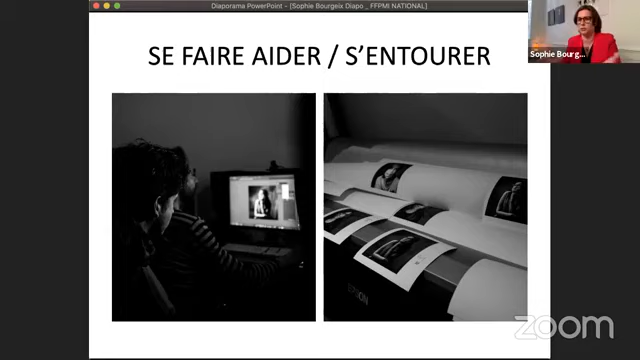 Diaporama PowerPoint - [Sophie Bourgeix Diapo _ FFPMI NATIONAL]
SE FAIRE AIDER / S'ENTOURER
Sophie Bourg...
EPSON
zoom